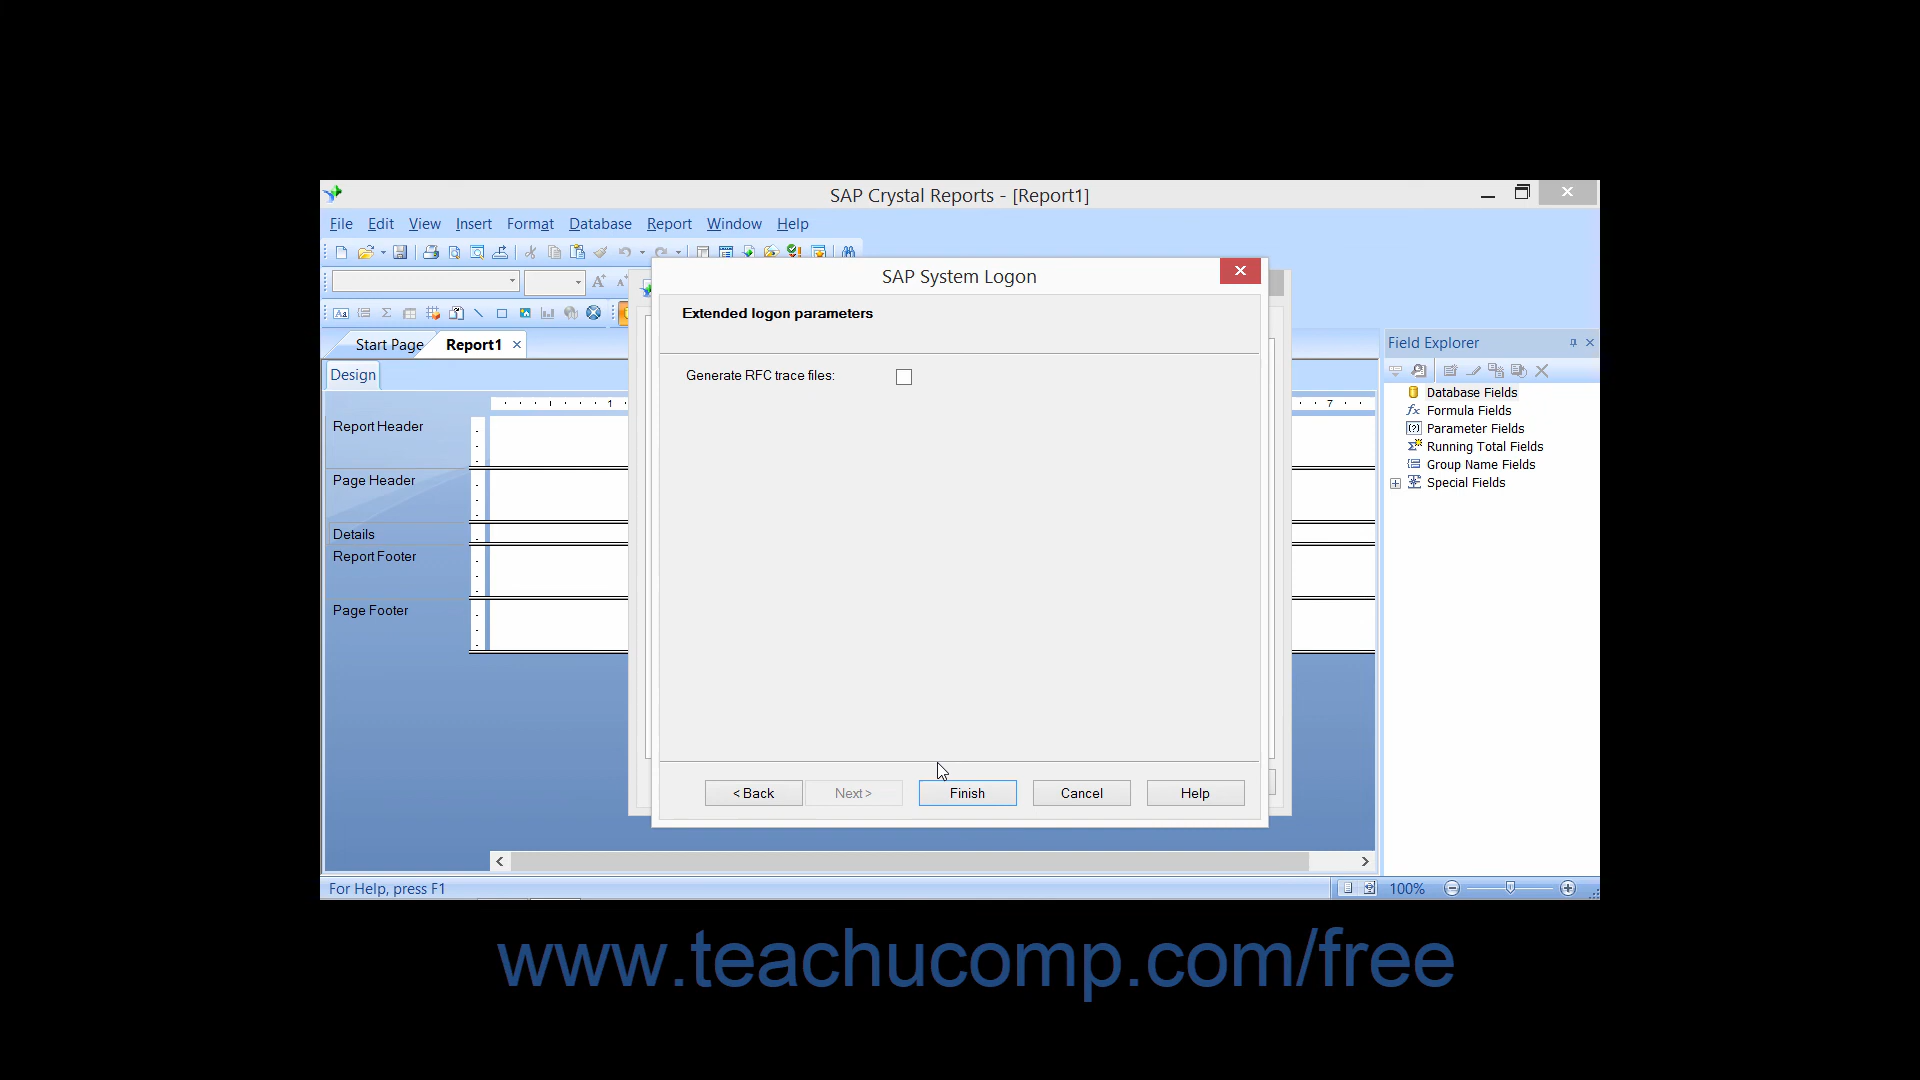 SAP Crystal Reports - [Report1]
File Edit View Insert Format Database Report Window Help
SAP System Logon
Extended logon parameters
Generate RFC trace files:
< Back Next > Finish Cancel Help
Start Page Report1
Design
1
7
Report Header
Page Header
Details
Report Footer
Page Footer
Field Explorer
Database Fields
Formula Fields
Parameter Fields
Running Total Fields
Group Name Fields
Special Fields
For Help, press F1
100%
www.teachucomp.com/free